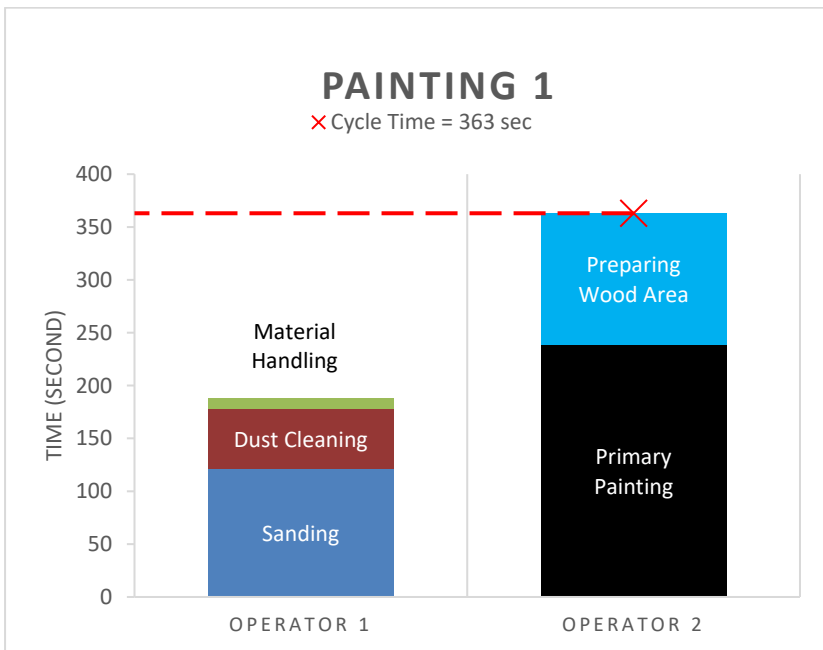 PAINTING 1
Cycle Time = 363 sec
400
350
300
250
200
150
100
50
0
TIME (SECOND)
Material
Handling
Dust Cleaning
Sanding
Preparing
Wood Area
Primary
Painting
OPERATOR 1
OPERATOR 2